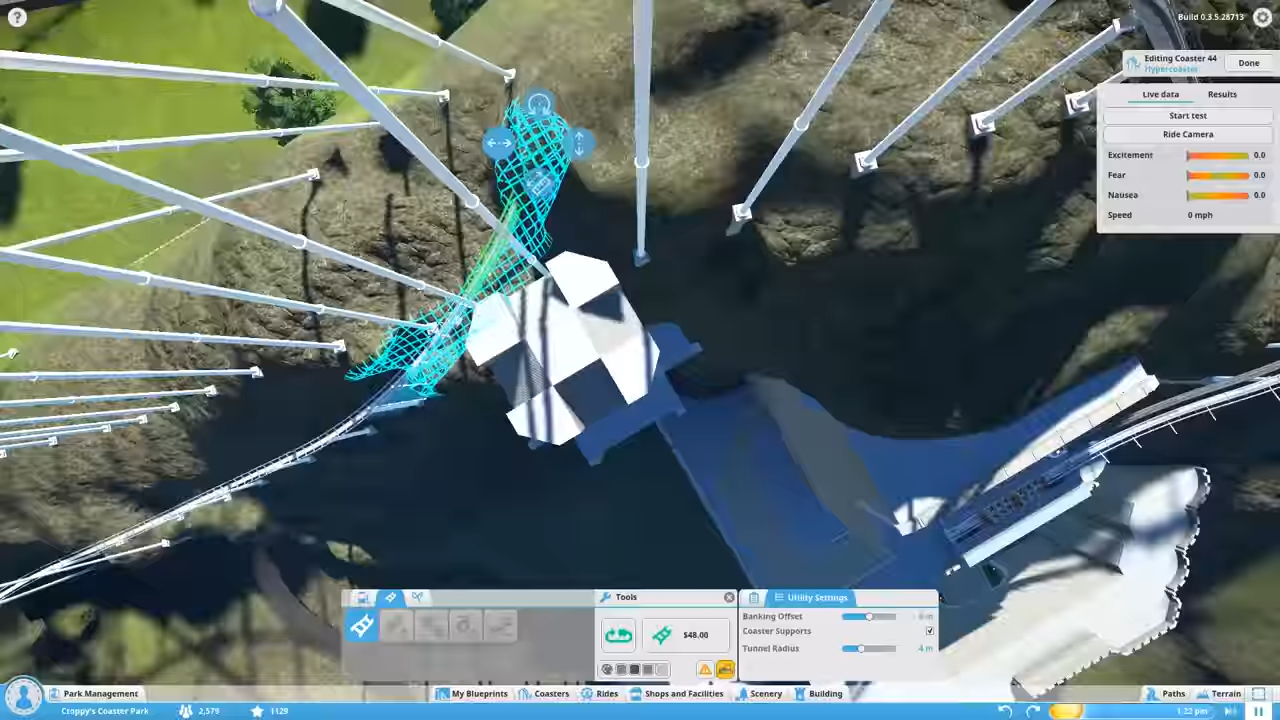 ?
Build 0.3.5.28713
Editing Coaster 44
Hypercoaster
Done
Live data
Results
Start test
Ride Camera
Excitement 0.0
Fear 0.0
Nausea 0.0
Speed 0 mph
Tools
$48.00
Utility Settings
Banking Offset
Coaster Supports
Tunnel Radius 4 m
Park Management
My Blueprints
Coasters
Rides
Shops and Facilities
Scenery
Building
Paths
Terrain
Croppy's Coaster Park
2,579
1129
1:22 pm